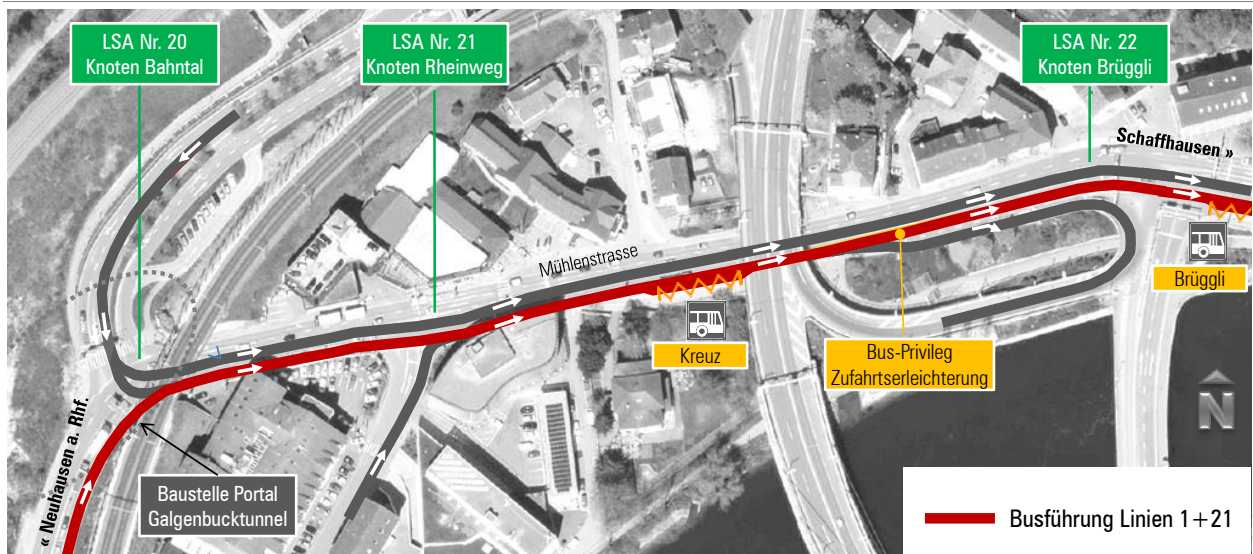 LSA Nr. 20
Knoten Bahntal
LSA Nr. 21
Knoten Rheinweg
LSA Nr. 22
Knoten Brüggli
Schaffhausen »
Mühlenstrasse
Brüggli
Kreuz
Bus-Privileg
Zufahrtserleichterung
« Neuhausen a. Rhf.
Baustelle Portal
Galgenbucktunnel
N
Busführung Linien 1+21